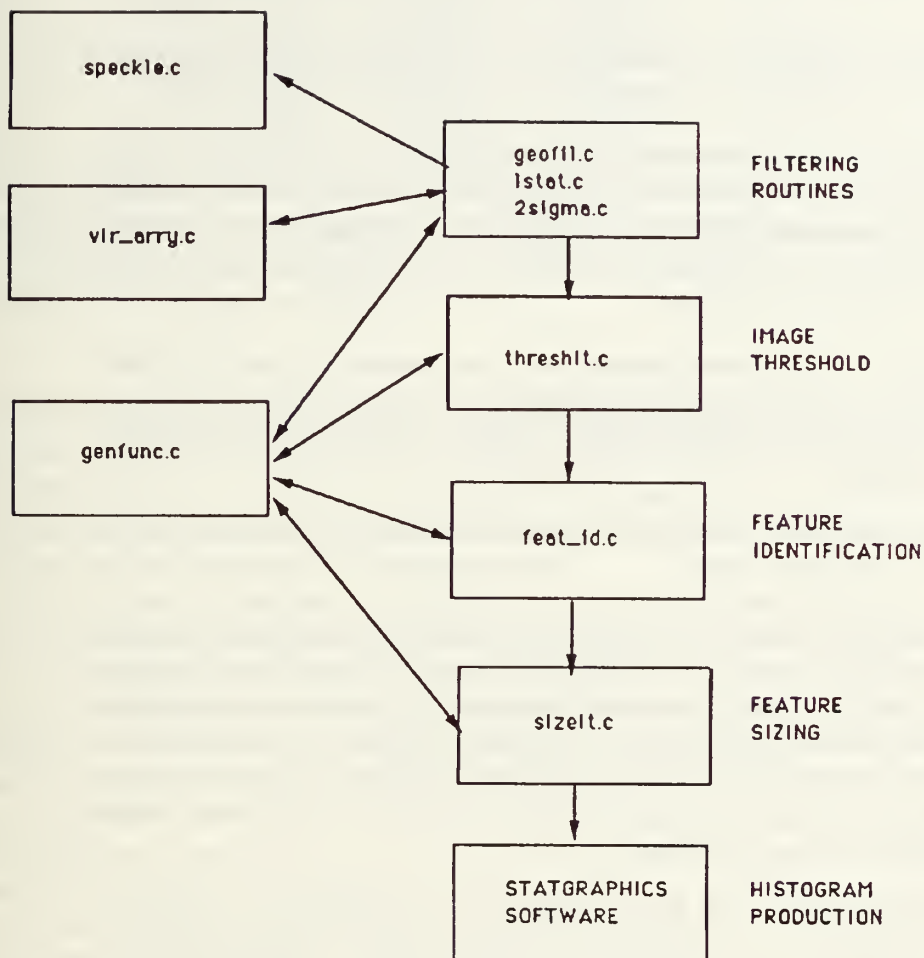 speckle.c
geofil.c
lstat.c
2sigma.c
FILTERING
ROUTINES
vir_arry.c
threshit.c
IMAGE
THRESHOLD
genfunc.c
feat_id.c
FEATURE
IDENTIFICATION
sizeit.c
FEATURE
SIZING
STATGRAPHICS
SOFTWARE
HISTOGRAM
PRODUCTION